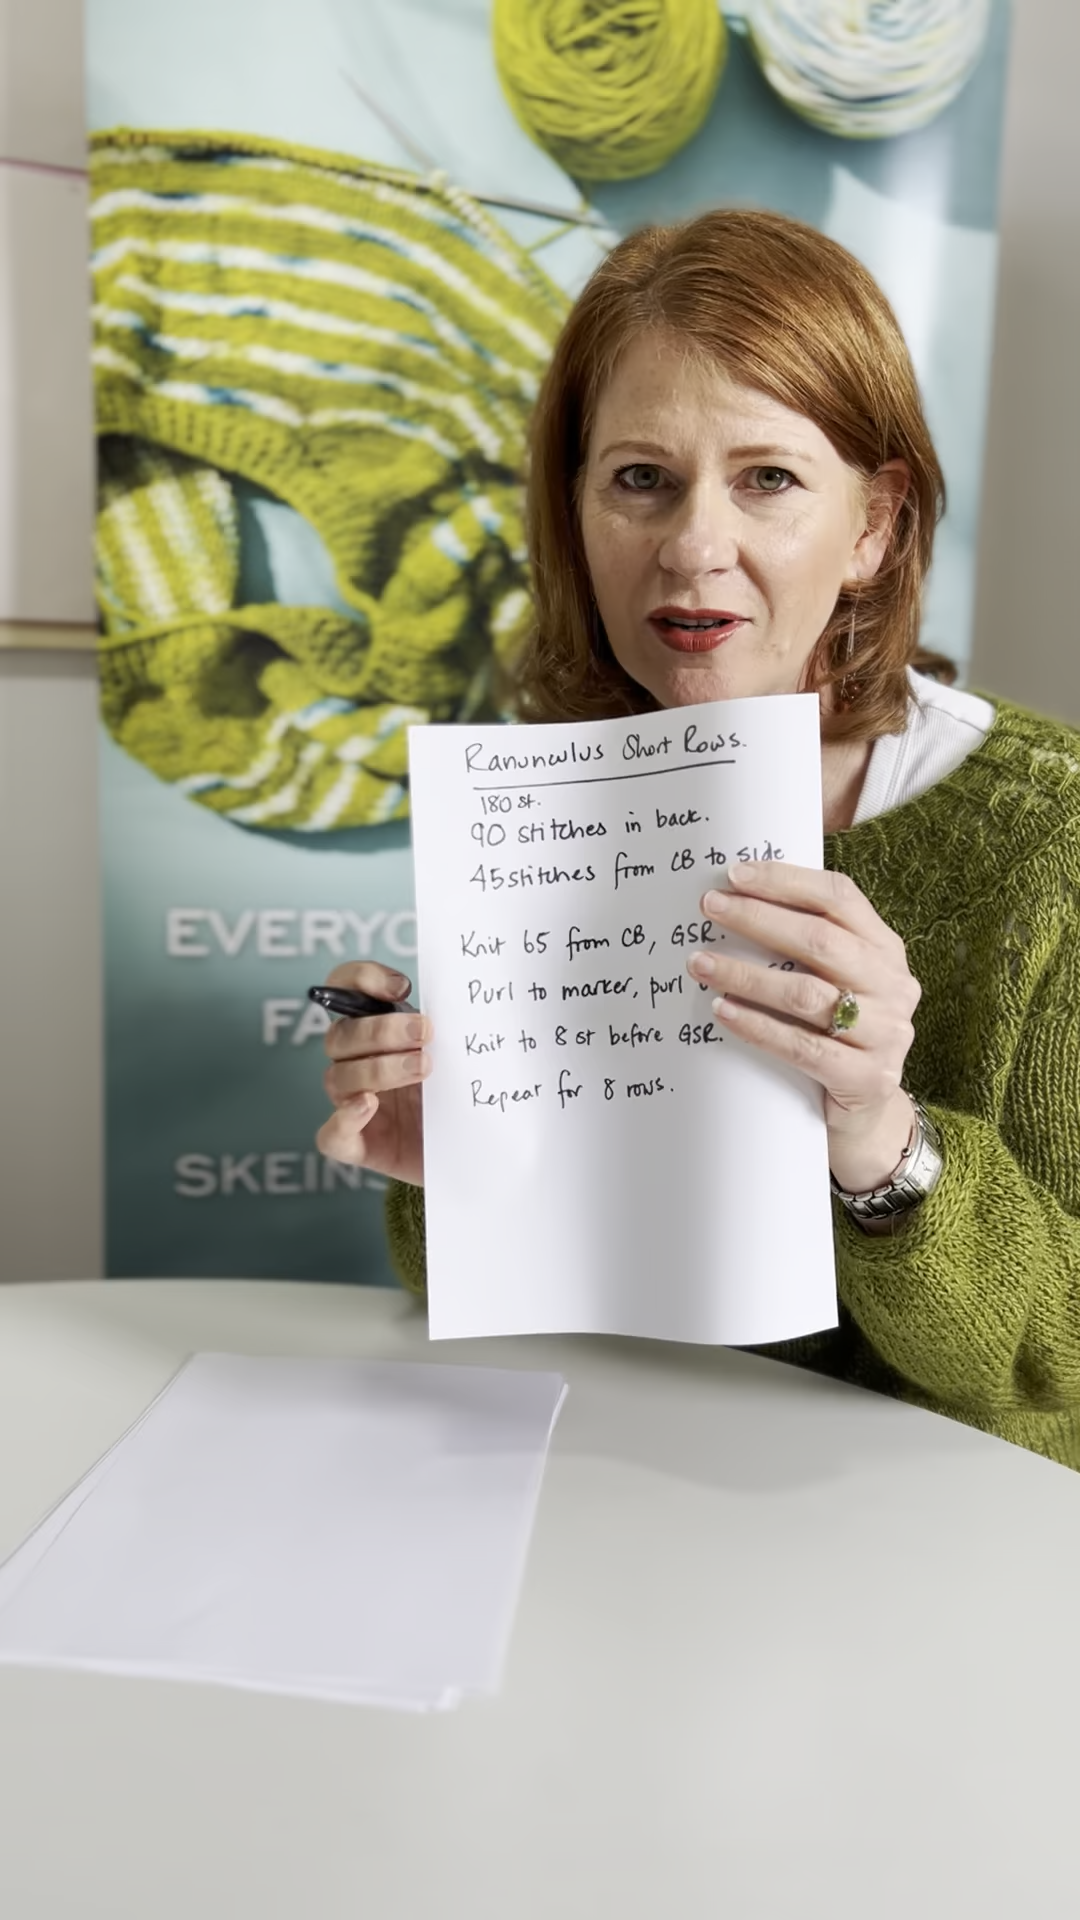 Ranunculus Short Rows.
180 st.
90 stitches in back.
45 stitches from CB to side
Knit 65 from CB, GSR.
Purl to marker, purl
Knit to 8 st before GSR.
Repeat for 8 rows.
EVERYO
FA
SKEINS